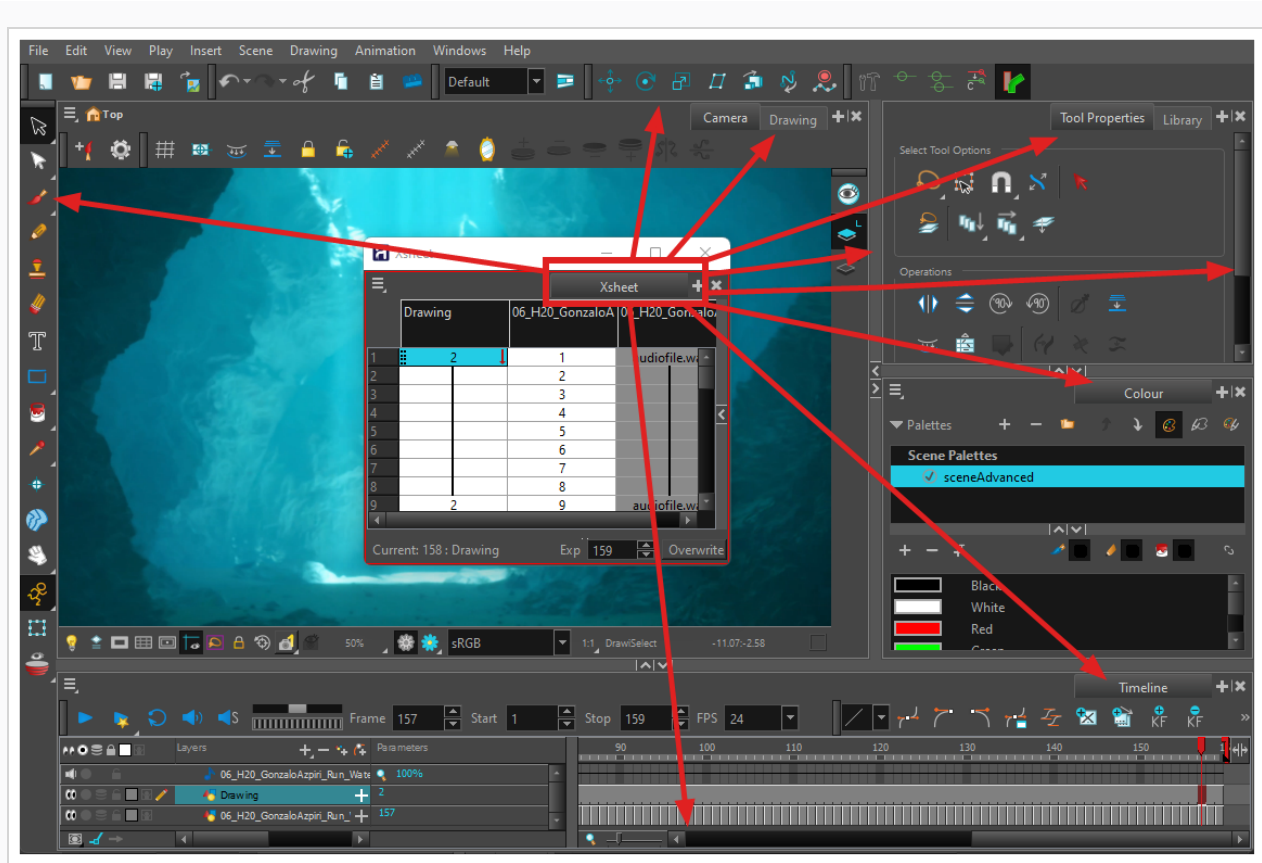 File Edit View Play Insert Scene Drawing Animation Windows Help
Default
Top
Camera Drawing
Tool Properties Library
Select Tool Options
L
Xsheet
Operations
Xsheet
90 90
Drawing 06_H20_GonzaloA
1 2 1 audiofile.wa
2 2
3 3
4 4
5 5
6 6
7 7
8 8
9 2 9 audiofile.wa
Current: 158 : Drawing Exp 159 Overwrite
Colour
Palettes
Scene Palettes
sceneAdvanced
Black
White
Red
Green
50% sRGB 1:1 DrawiSelect -11.07:-2.58
Timeline
S Frame 157 Start 1 Stop 159 FPS 24 KF KF
Layers Parameters 90 100 110 120 130 140 150
06_H20_GonzaloAzpiri_Run_Wate 100%
Drawing 2
06_H20_GonzaloAzpiri_Run_' 157